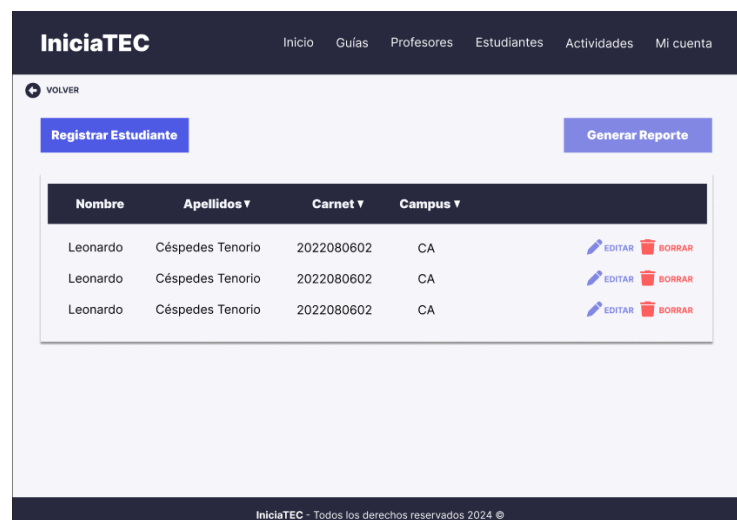 IniciaTEC Inicio Guías Profesores Estudiantes Actividades Mi cuenta
VOLVER
Registrar Estudiante Generar Reporte
Nombre Apellidos ▼ Carnet ▼ Campus ▼
Leonardo Céspedes Tenorio 2022080602 CA EDITAR BORRAR
Leonardo Céspedes Tenorio 2022080602 CA EDITAR BORRAR
Leonardo Céspedes Tenorio 2022080602 CA EDITAR BORRAR
IniciaTEC - Todos los derechos reservados 2024 ©